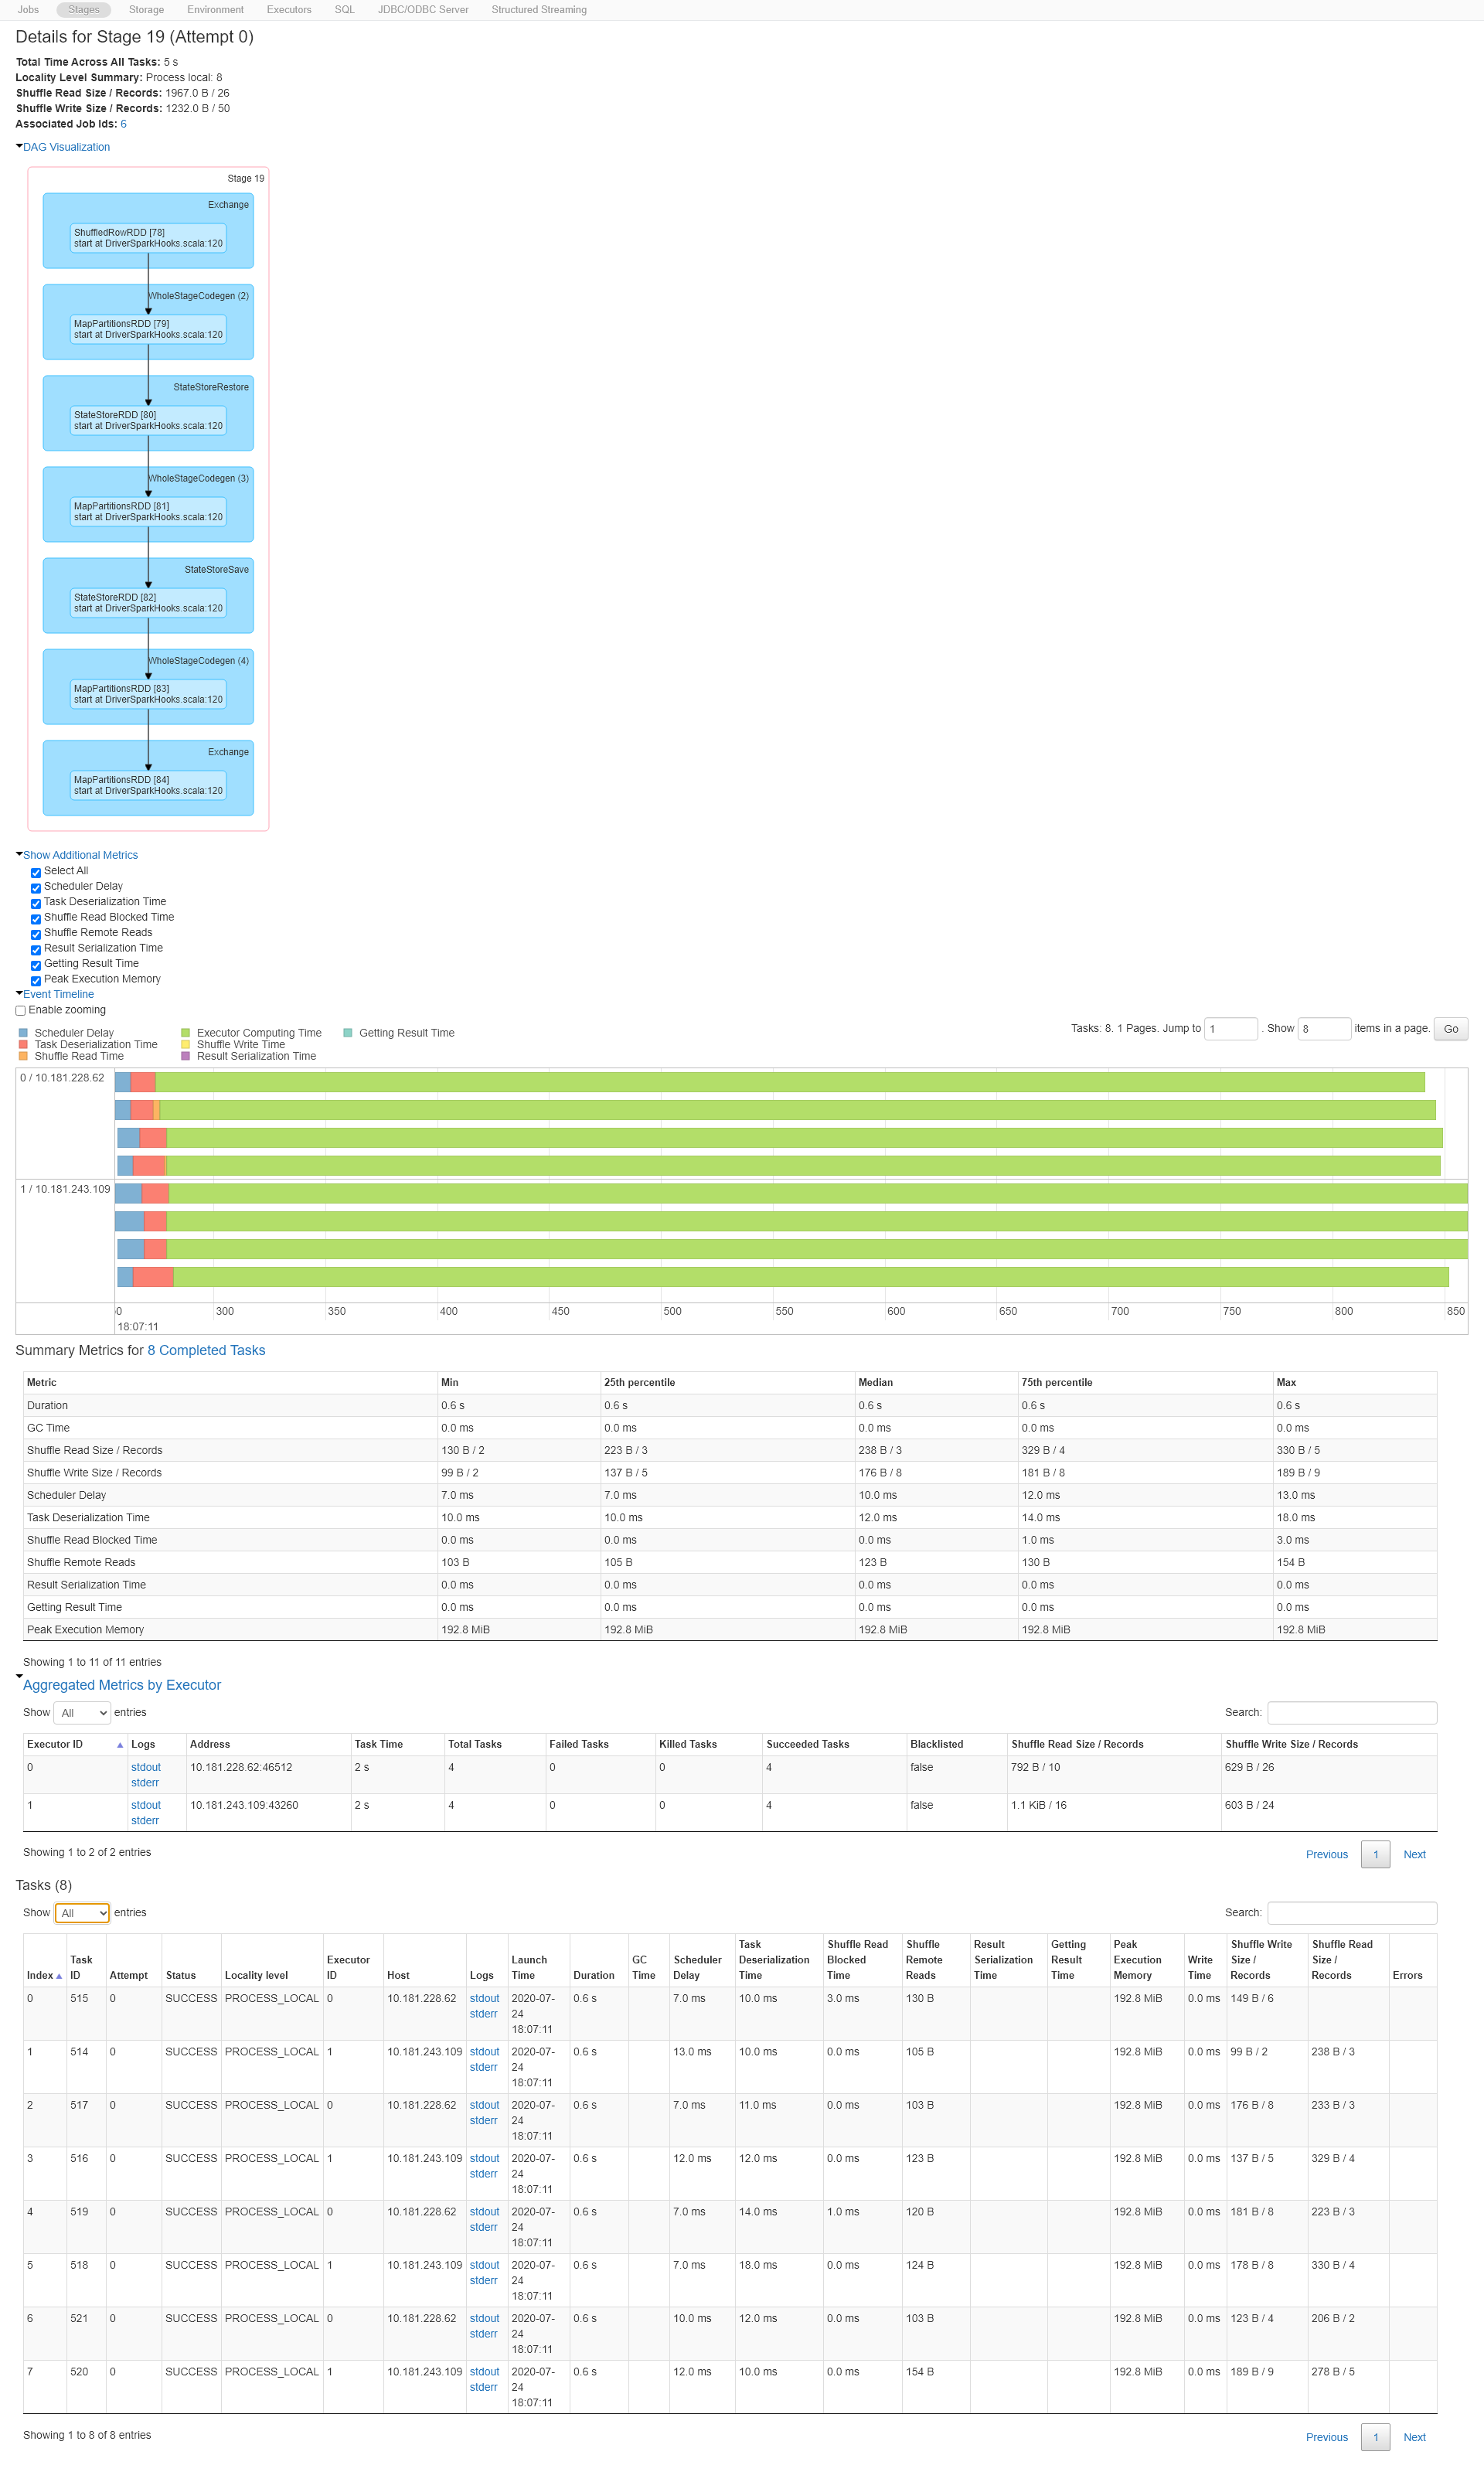 Jobs Stages Storage Environment Executors SQL JDBC/ODBC Server Structured Streaming
Details for Stage 19 (Attempt 0)
Total Time Across All Tasks: 5 s
Locality Level Summary: Process local: 8
Shuffle Read Size / Records: 1967.0 B / 26
Shuffle Write Size / Records: 1232.0 B / 50
Associated Job Ids: 6
DAG Visualization
Stage 19
Exchange
ShuffledRowRDD [78]
start at DriverSparkHooks.scala:120
WholeStageCodegen (2)
MapPartitionsRDD [79]
start at DriverSparkHooks.scala:120
StateStoreRestore
StateStoreRDD [80]
start at DriverSparkHooks.scala:120
WholeStageCodegen (3)
MapPartitionsRDD [81]
start at DriverSparkHooks.scala:120
StateStoreSave
StateStoreRDD [82]
start at DriverSparkHooks.scala:120
WholeStageCodegen (4)
MapPartitionsRDD [83]
start at DriverSparkHooks.scala:120
Exchange
MapPartitionsRDD [84]
start at DriverSparkHooks.scala:120
Show Additional Metrics
Select All
Scheduler Delay
Task Deserialization Time
Shuffle Read Blocked Time
Shuffle Remote Reads
Result Serialization Time
Getting Result Time
Peak Execution Memory
Event Timeline
Enable zooming
Scheduler Delay Executor Computing Time Getting Result Time
Task Deserialization Time Shuffle Write Time
Shuffle Read Time Result Serialization Time
Tasks: 8. 1 Pages. Jump to 1 . Show 8 items in a page. Go
0 / 10.181.228.62
1 / 10.181.243.109
0 300 350 400 450 500 550 600 650 700 750 800 850
18:07:11
Summary Metrics for 8 Completed Tasks
Metric Min 25th percentile Median 75th percentile Max
Duration 0.6 s 0.6 s 0.6 s 0.6 s 0.6 s
GC Time 0.0 ms 0.0 ms 0.0 ms 0.0 ms 0.0 ms
Shuffle Read Size / Records 130 B / 2 223 B / 3 238 B / 3 329 B / 4 330 B / 5
Shuffle Write Size / Records 99 B / 2 137 B / 5 176 B / 8 181 B / 8 189 B / 9
Scheduler Delay 7.0 ms 7.0 ms 10.0 ms 12.0 ms 13.0 ms
Task Deserialization Time 10.0 ms 10.0 ms 12.0 ms 14.0 ms 18.0 ms
Shuffle Read Blocked Time 0.0 ms 0.0 ms 0.0 ms 1.0 ms 3.0 ms
Shuffle Remote Reads 103 B 105 B 123 B 130 B 154 B
Result Serialization Time 0.0 ms 0.0 ms 0.0 ms 0.0 ms 0.0 ms
Getting Result Time 0.0 ms 0.0 ms 0.0 ms 0.0 ms 0.0 ms
Peak Execution Memory 192.8 MiB 192.8 MiB 192.8 MiB 192.8 MiB 192.8 MiB
Showing 1 to 11 of 11 entries
Aggregated Metrics by Executor
Show All entries Search:
Executor ID Logs Address Task Time Total Tasks Failed Tasks Killed Tasks Succeeded Tasks Blacklisted Shuffle Read Size / Records Shuffle Write Size / Records
0 stdout 10.181.228.62:46512 2 s 4 0 0 4 false 792 B / 10 629 B / 26
stderr
1 stdout 10.181.243.109:43260 2 s 4 0 0 4 false 1.1 KiB / 16 603 B / 24
stderr
Showing 1 to 2 of 2 entries Previous 1 Next
Tasks (8)
Show All entries Search:
Task Executor Launch GC Scheduler Task Shuffle Read Shuffle Result Getting Peak Write Shuffle Write Shuffle Read
Index ID Attempt Status Locality level ID Host Logs Time Duration Time Delay Deserialization Blocked Remote Serialization Result Execution Time Size / Size / Errors
Time Time Reads Time Time Memory Records Records
0 515 0 SUCCESS PROCESS_LOCAL 0 10.181.228.62 stdout 2020-07- 0.6 s 7.0 ms 10.0 ms 3.0 ms 130 B 192.8 MiB 0.0 ms 149 B / 6
stderr 24
18:07:11
1 514 0 SUCCESS PROCESS_LOCAL 1 10.181.243.109 stdout 2020-07- 0.6 s 13.0 ms 10.0 ms 0.0 ms 105 B 192.8 MiB 0.0 ms 99 B / 2 238 B / 3
stderr 24
18:07:11
2 517 0 SUCCESS PROCESS_LOCAL 0 10.181.228.62 stdout 2020-07- 0.6 s 7.0 ms 11.0 ms 0.0 ms 103 B 192.8 MiB 0.0 ms 176 B / 8 233 B / 3
stderr 24
18:07:11
3 516 0 SUCCESS PROCESS_LOCAL 1 10.181.243.109 stdout 2020-07- 0.6 s 12.0 ms 12.0 ms 0.0 ms 123 B 192.8 MiB 0.0 ms 137 B / 5 329 B / 4
stderr 24
18:07:11
4 519 0 SUCCESS PROCESS_LOCAL 0 10.181.228.62 stdout 2020-07- 0.6 s 7.0 ms 14.0 ms 1.0 ms 120 B 192.8 MiB 0.0 ms 181 B / 8 223 B / 3
stderr 24
18:07:11
5 518 0 SUCCESS PROCESS_LOCAL 1 10.181.243.109 stdout 2020-07- 0.6 s 7.0 ms 18.0 ms 0.0 ms 124 B 192.8 MiB 0.0 ms 178 B / 8 330 B / 4
stderr 24
18:07:11
6 521 0 SUCCESS PROCESS_LOCAL 0 10.181.228.62 stdout 2020-07- 0.6 s 10.0 ms 12.0 ms 0.0 ms 103 B 192.8 MiB 0.0 ms 123 B / 4 206 B / 2
stderr 24
18:07:11
7 520 0 SUCCESS PROCESS_LOCAL 1 10.181.243.109 stdout 2020-07- 0.6 s 12.0 ms 10.0 ms 0.0 ms 154 B 192.8 MiB 0.0 ms 189 B / 9 278 B / 5
stderr 24
18:07:11
Showing 1 to 8 of 8 entries Previous 1 Next